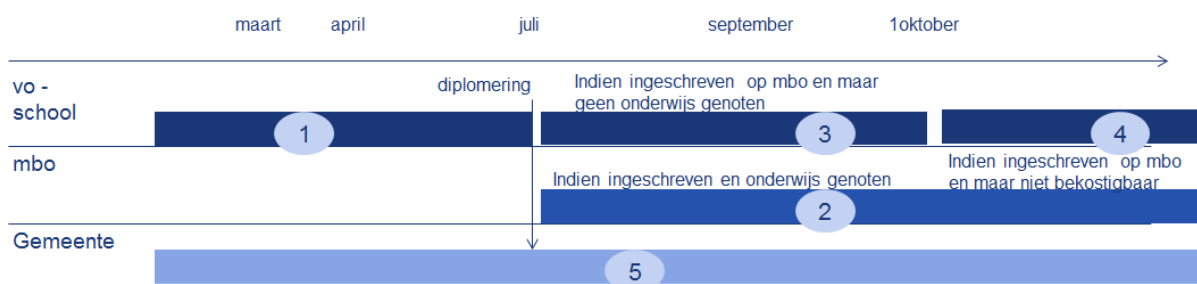 maart april juli september 1oktober
vo -
school
diplomering
Indien ingeschreven op mbo en maar
geen onderwijs genoten
1
3
4
mbo
Indien ingeschreven op mbo
en maar niet bekostigbaar
Indien ingeschreven en onderwijs genoten
2
Gemeente
5